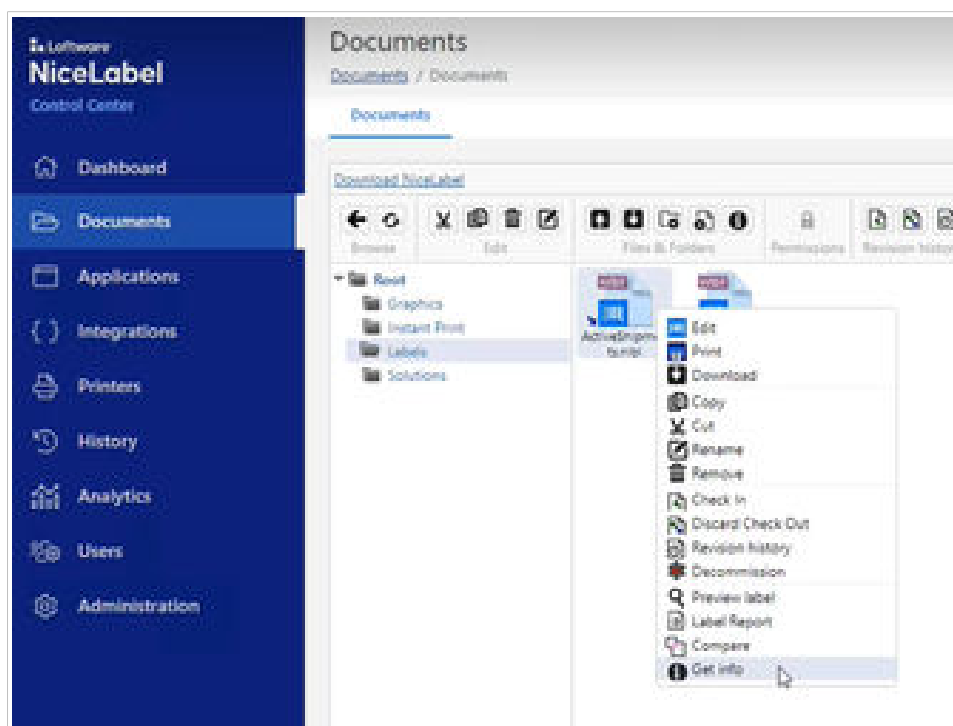 Loftware
NiceLabel
Control Center
Dashboard
Documents
Applications
Integrations
Printers
History
Analytics
Users
Administration
Documents
Documents / Documents
Documents
Download NiceLabel
Browse
Edit
Files & Folders
Permissions
Revision history
Root
Graphics
Instant Print
Labels
Solutions
Edit
Print
Download
Copy
Cut
Rename
Remove
Check In
Discard Check Out
Revision history
Decommission
Preview label
Label Report
Compare
Get info